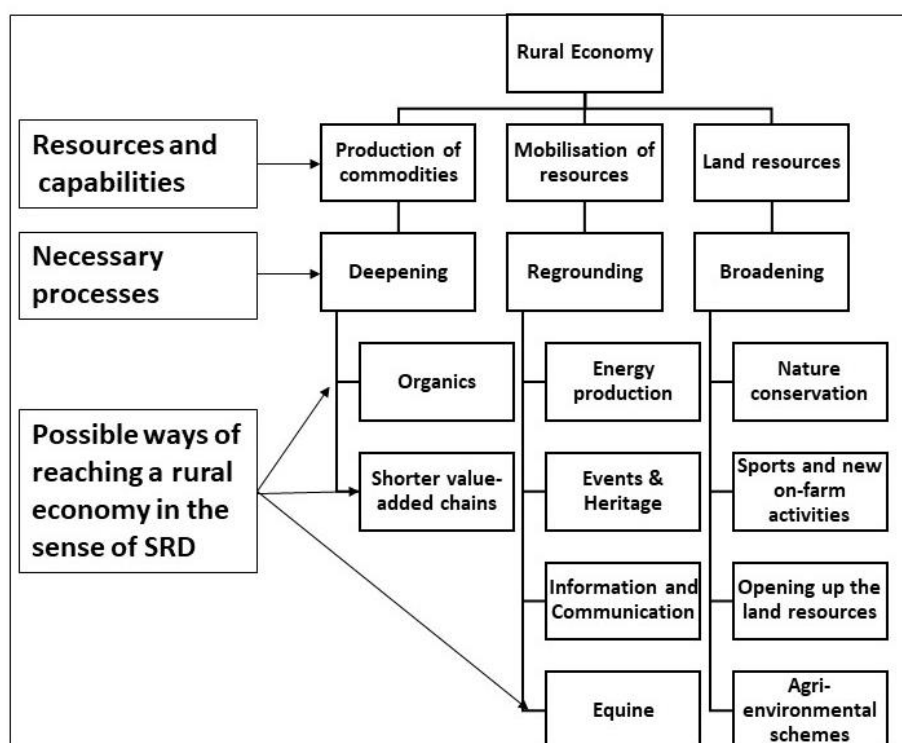 Rural Economy
Resources and
capabilities
Production of
commodities
Mobilisation of
resources
Land resources
Necessary
processes
Deepening
Regrounding
Broadening
Possible ways of
reaching a rural
economy in the
sense of SRD
Organics
Energy
production
Nature
conservation
Shorter value-
added chains
Events &
Heritage
Sports and new
on-farm
activities
Information and
Communication
Opening up the
land resources
Equine
Agri-
environmental
schemes